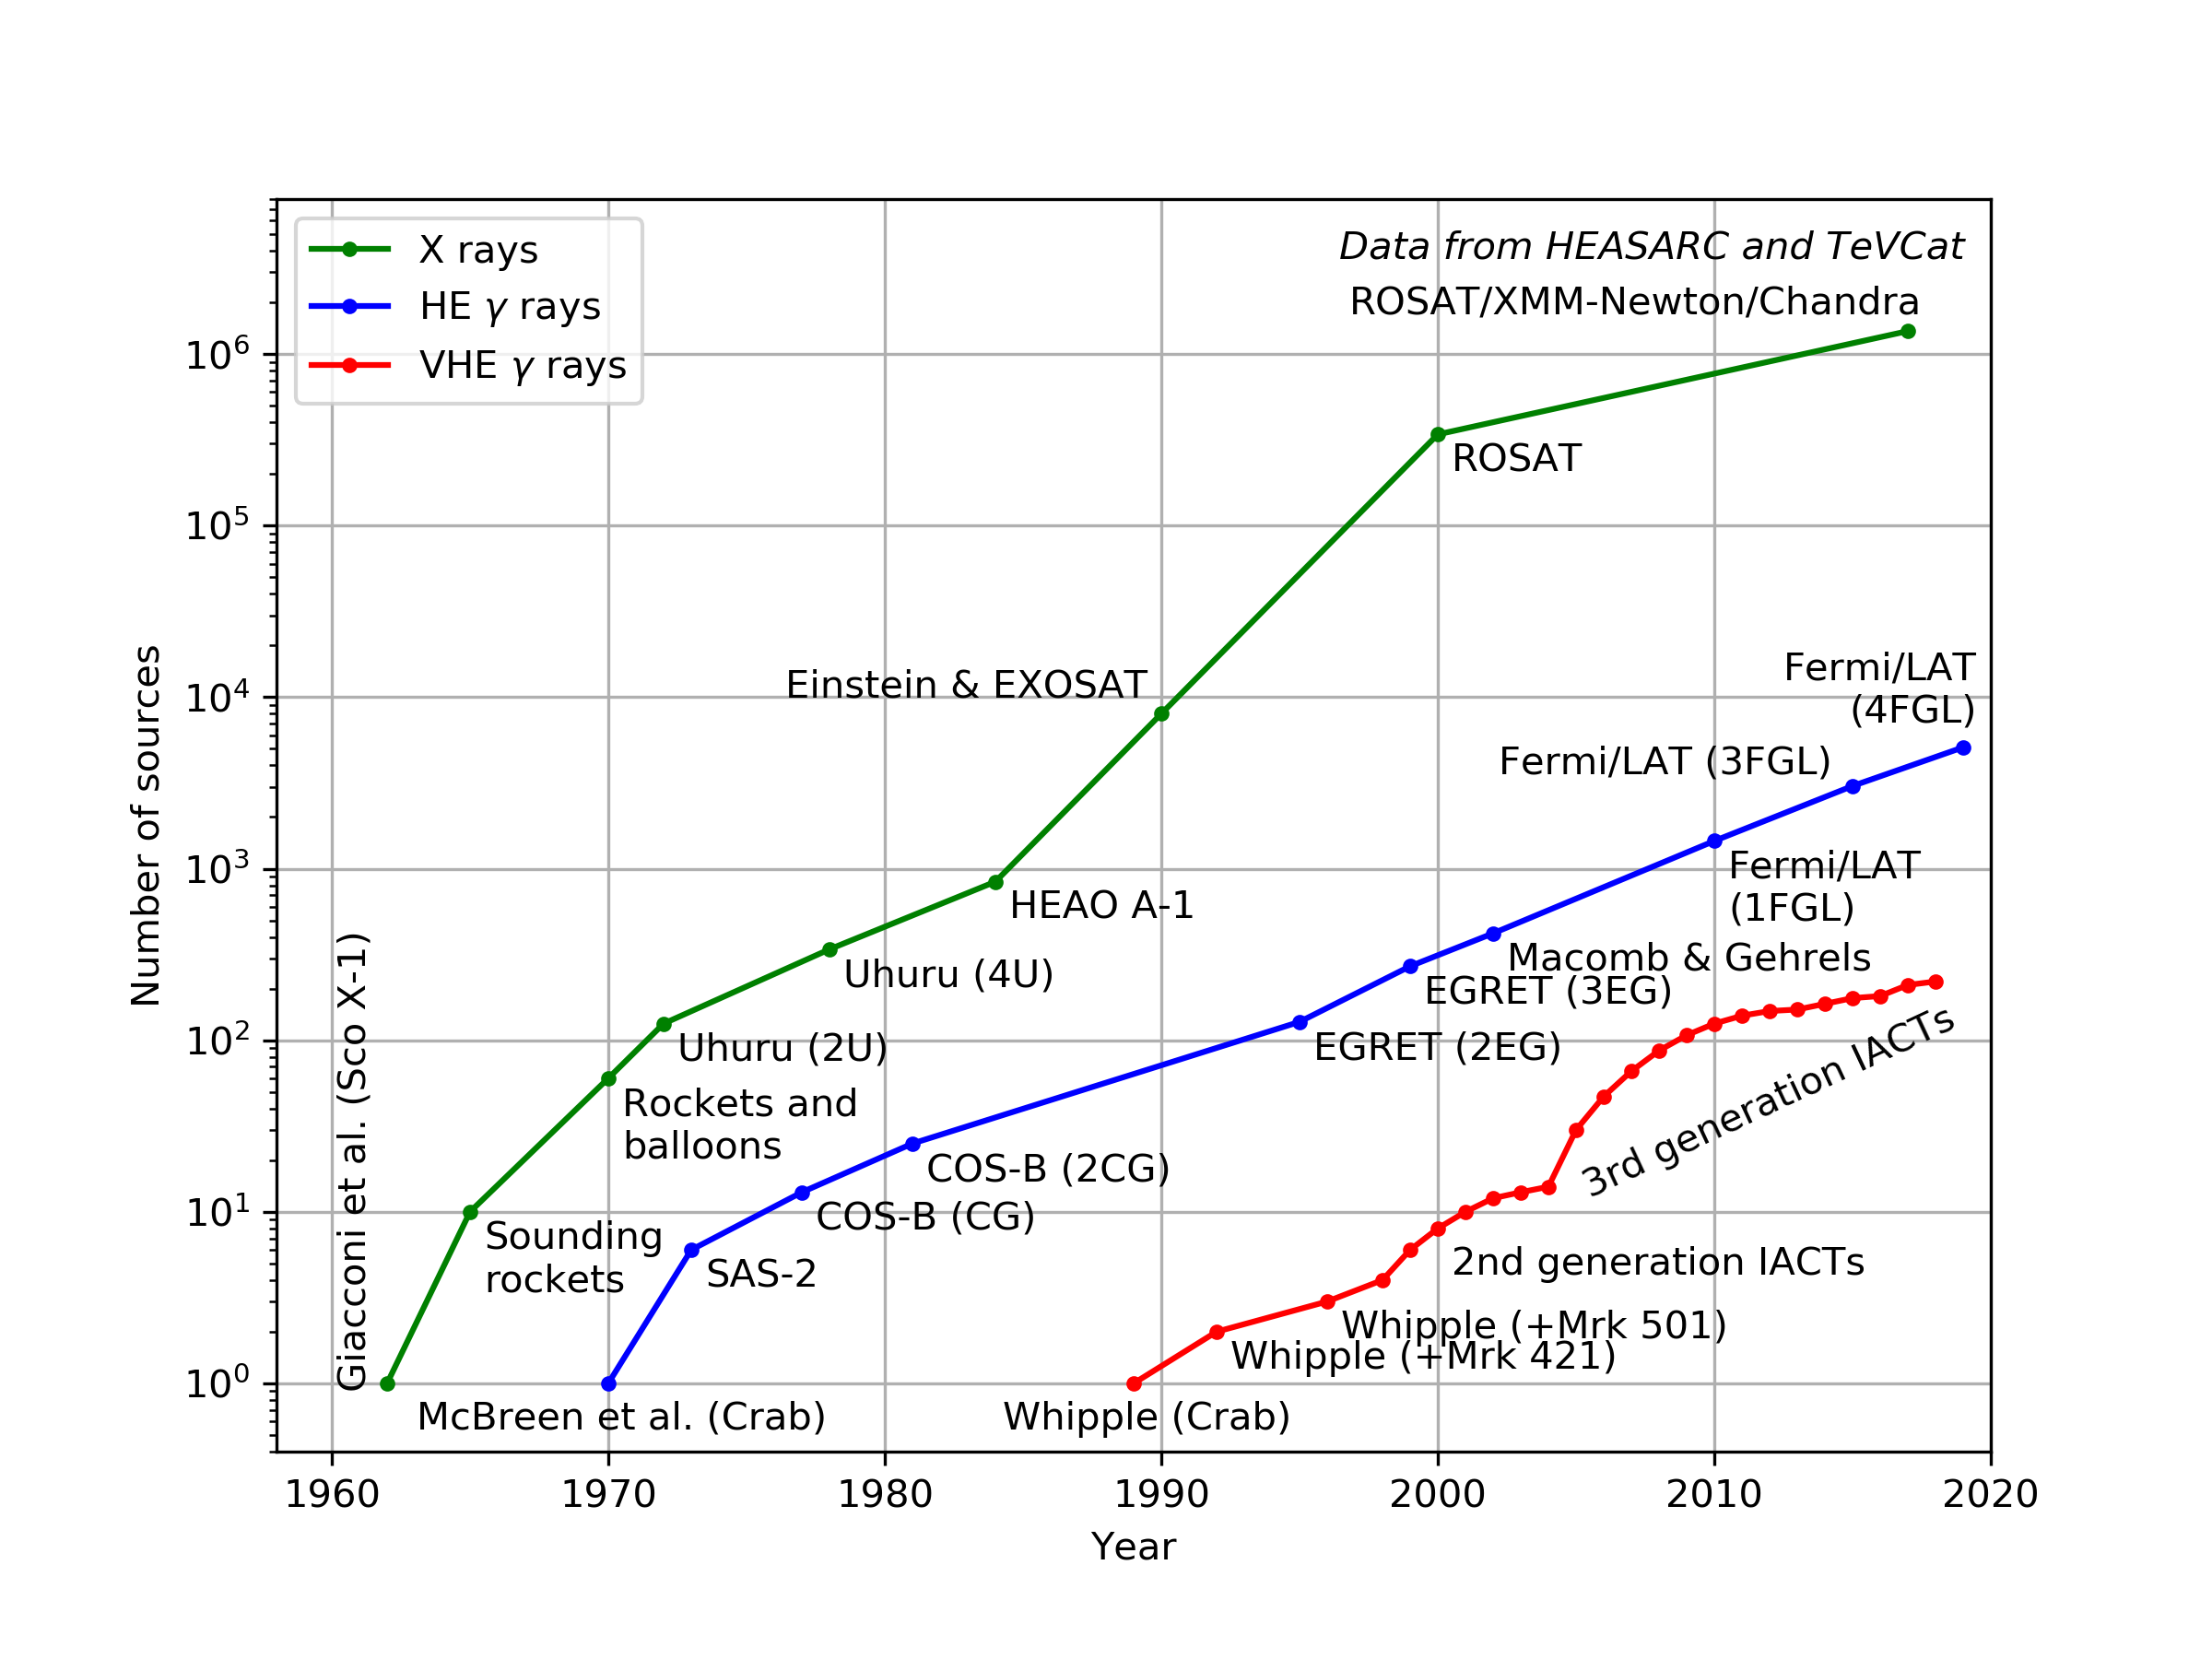 X rays
HE γ rays
VHE γ rays
Data from HEASARC and TeVCat
ROSAT/XMM-Newton/Chandra
ROSAT
Einstein & EXOSAT
Fermi/LAT
(4FGL)
Fermi/LAT (3FGL)
Fermi/LAT
(1FGL)
HEAO A-1
Macomb & Gehrels
Uhuru (4U)
EGRET (3EG)
Uhuru (2U)
EGRET (2EG)
Rockets and
balloons
3rd generation IACTs
COS-B (2CG)
COS-B (CG)
Sounding
rockets
SAS-2
2nd generation IACTs
Whipple (+Mrk 501)
Whipple (+Mrk 421)
Giacconi et al. (Sco X-1)
McBreen et al. (Crab)
Whipple (Crab)
Number of sources
10⁶
10⁵
10⁴
10³
10²
10¹
10⁰
1960 1970 1980 1990 2000 2010 2020
Year